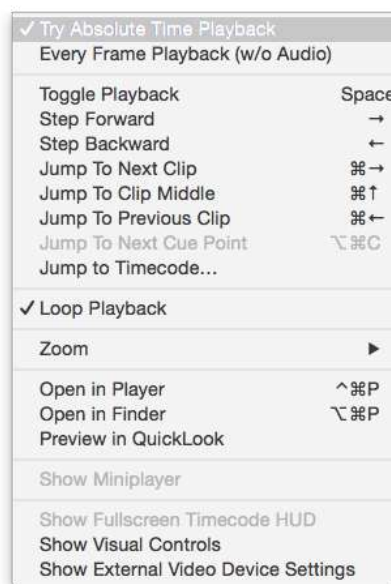 ✓ Try Absolute Time Playback
Every Frame Playback (w/o Audio)
Toggle Playback Space
Step Forward →
Step Backward ←
Jump To Next Clip ⌘→
Jump To Clip Middle ⌘↑
Jump To Previous Clip ⌘←
Jump To Next Cue Point ⌥⌘C
Jump to Timecode...
✓ Loop Playback
Zoom ▶
Open in Player ^⌘P
Open in Finder ⌥⌘P
Preview in QuickLook
Show Miniplayer
Show Fullscreen Timecode HUD
Show Visual Controls
Show External Video Device Settings